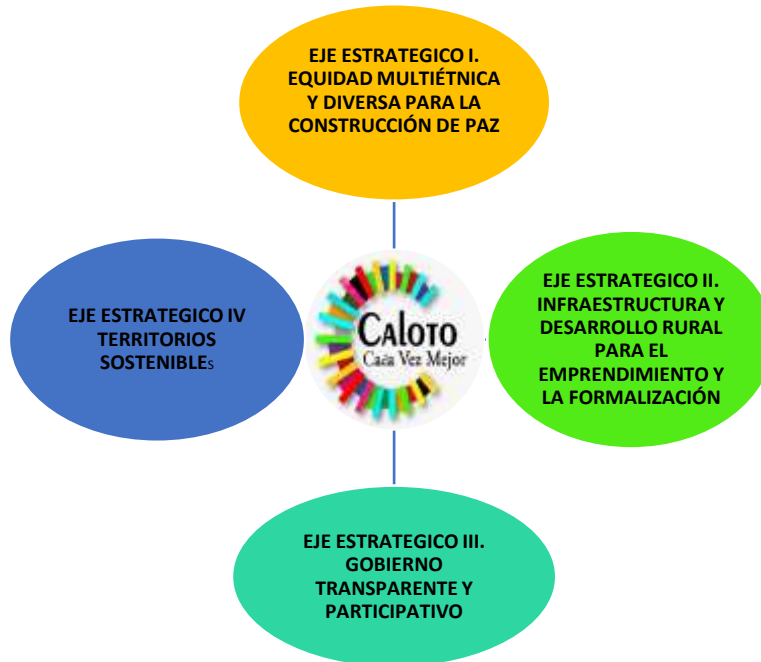 EJE ESTRATEGICO I.
EQUIDAD MULTIÉTNICA
Y DIVERSA PARA LA
CONSTRUCCIÓN DE PAZ
EJE ESTRATEGICO IV
TERRITORIOS
SOSTENIBLEs
CALOTO
Cada Vez Mejor
EJE ESTRATEGICO II.
INFRAESTRUCTURA Y
DESARROLLO RURAL
PARA EL
EMPRENDIMIENTO Y
LA FORMALIZACIÓN
EJE ESTRATEGICO III.
GOBIERNO
TRANSPARENTE Y
PARTICIPATIVO